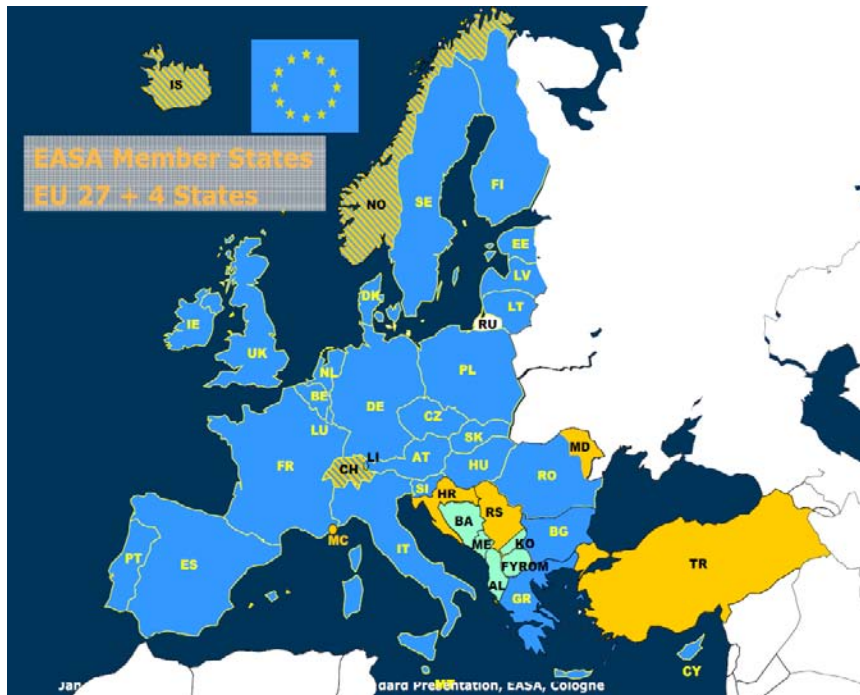 IS
EASA Member States
EU 27 + 4 States
NO
SE
FI
EE
LV
LT
RU
DK
IE
UK
NL
BE
LU
DE
PL
CZ
SK
FR
CH
LI
AT
HU
SI
HR
RO
MD
BA
RS
ME
KO
BG
FYROM
AL
MC
IT
PT
ES
GR
TR
CY
MT
Jan
dard Presentation, EASA, Cologne